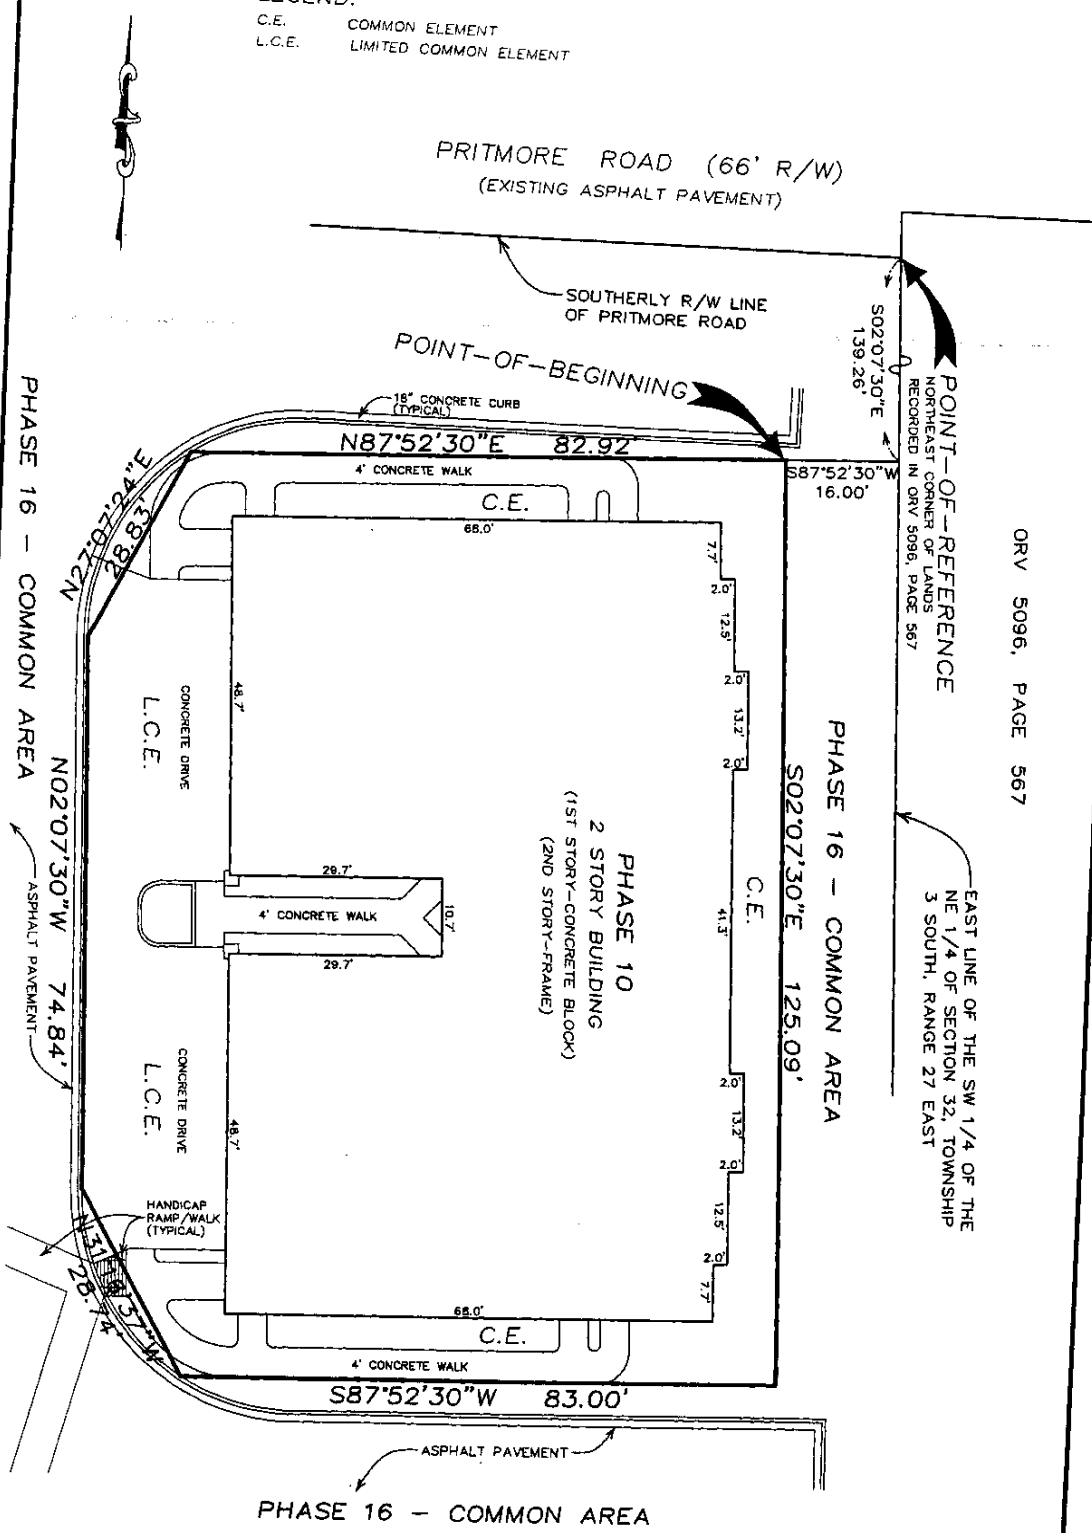 LEGEND:
C.E. COMMON ELEMENT
L.C.E. LIMITED COMMON ELEMENT
PRITMORE ROAD (66' R/W)
(EXISTING ASPHALT PAVEMENT)
SOUTHERLY R/W LINE
OF PRITMORE ROAD
S02°07'30"E
139.26'
POINT-OF-REFERENCE
NORTHEAST CORNER OF LANDS
RECORDED IN ORV 5096, PAGE 567
ORV 5096, PAGE 567
POINT-OF-BEGINNING
18" CONCRETE CURB
(TYPICAL)
N87°52'30"E 82.92'
S87°52'30"W
16.00'
4' CONCRETE WALK
C.E.
66.0'
N27°07'24"E
28.83'
7.7'
2.0'
12.5'
2.0'
13.2'
2.0'
PHASE 16 - COMMON AREA
48.7'
CONCRETE DRIVE
L.C.E.
PHASE 16 - COMMON AREA
S02°07'30"E 125.09'
EAST LINE OF THE SW 1/4 OF THE
NE 1/4 OF SECTION 32, TOWNSHIP
3 SOUTH, RANGE 27 EAST
PHASE 10
2 STORY BUILDING
(1ST STORY-CONCRETE BLOCK)
(2ND STORY-FRAME)
C.E.
41.3'
29.7'
4' CONCRETE WALK
10.7'
29.7'
N02°07'30"W 74.84'
ASPHALT PAVEMENT
CONCRETE DRIVE
L.C.E.
48.7'
2.0'
13.2'
2.0'
12.5'
2.0'
7.7'
HANDICAP
RAMP/WALK
(TYPICAL)
28.74'
66.0'
C.E.
4' CONCRETE WALK
S87°52'30"W 83.00'
ASPHALT PAVEMENT
PHASE 16 - COMMON AREA